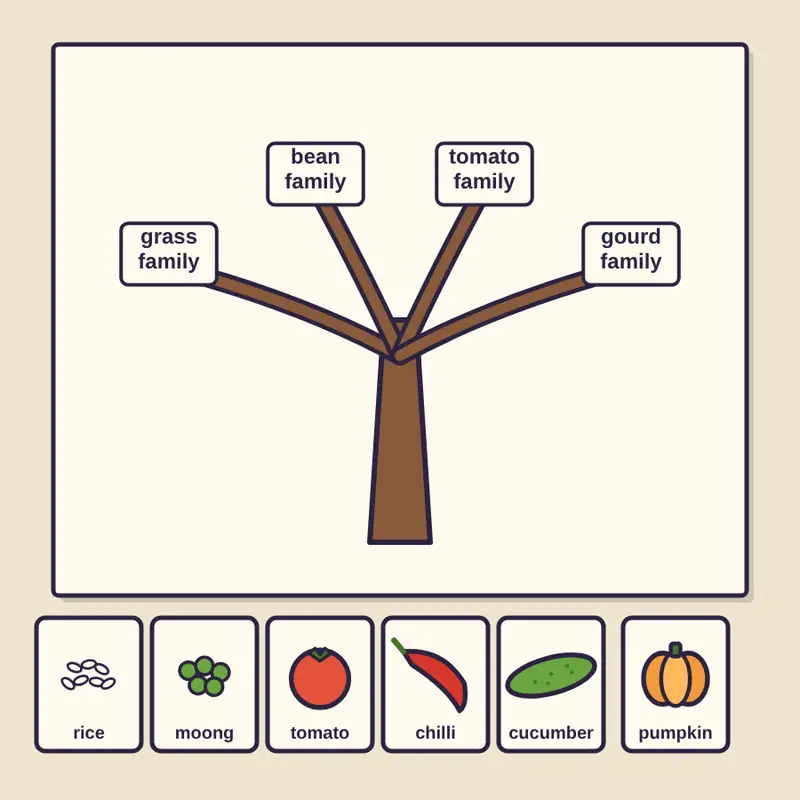 bean
family
tomato
family
grass
family
gourd
family
rice
moong
tomato
chilli
cucumber
pumpkin